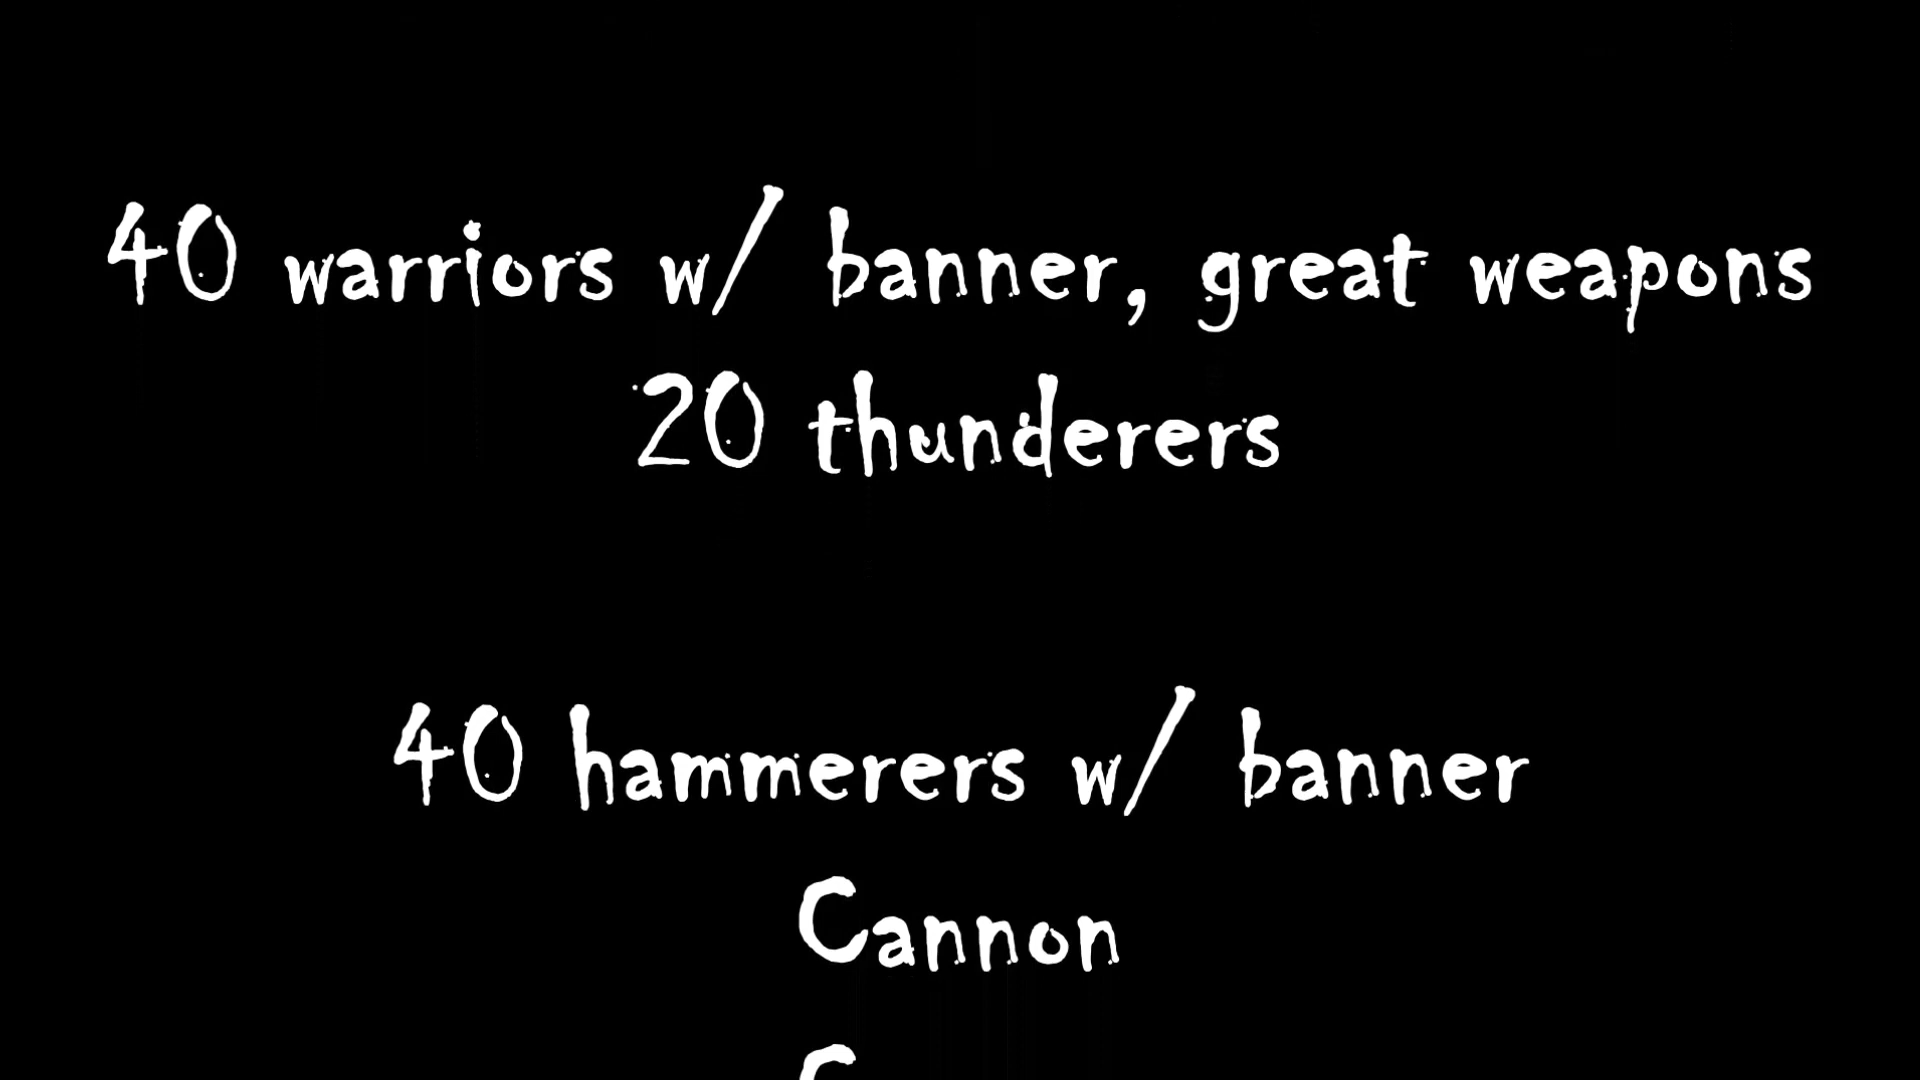 40 warriors w/ banner, great weapons
20 thunderers
40 hammerers w/ banner
Cannon